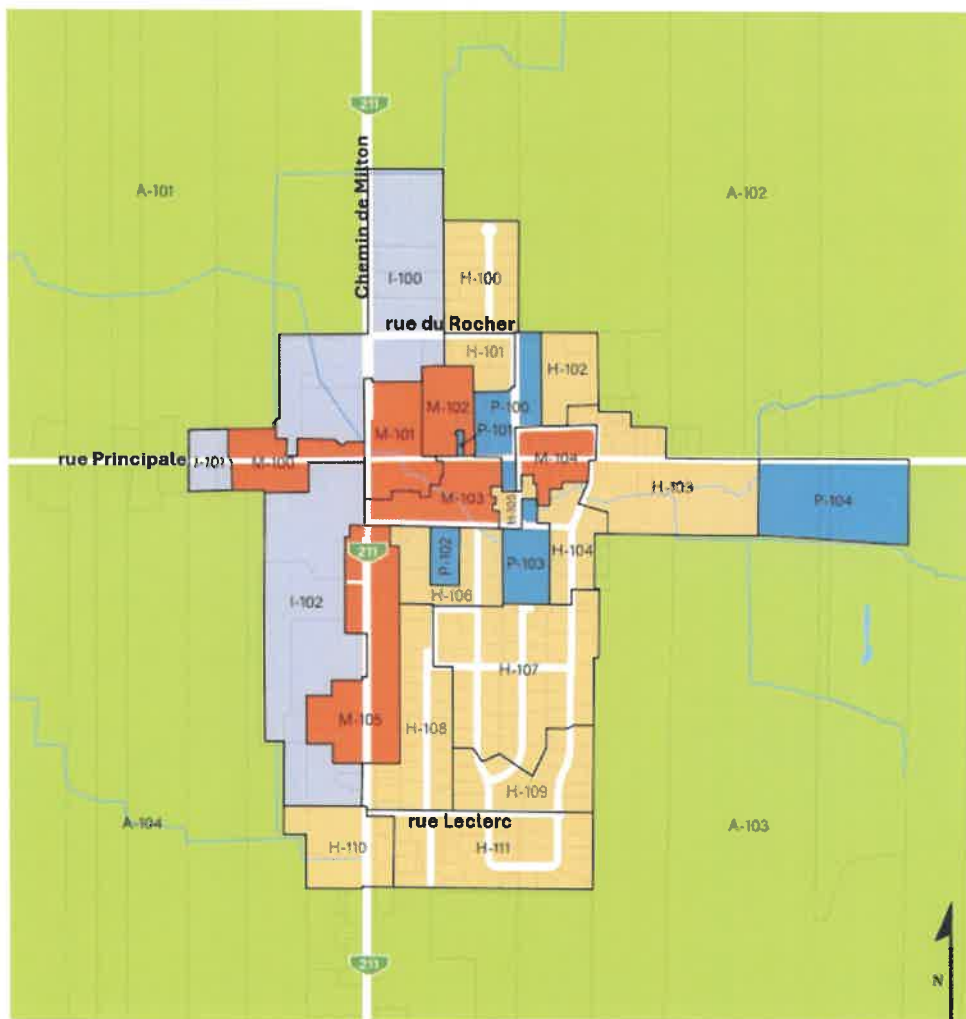 211
Chemin de Milton
A-101
A-102
I-100
H-100
rue du Rocher
H-101
H-102
M-102
P-100
M-101
P-101
rue Principale
I-101
M-100
M-104
H-103
P-104
M-103
H-105
211
P-102
P-103
H-104
I-102
H-106
H-107
M-105
H-108
H-109
rue Leclerc
A-104
A-103
H-110
H-111
211
N